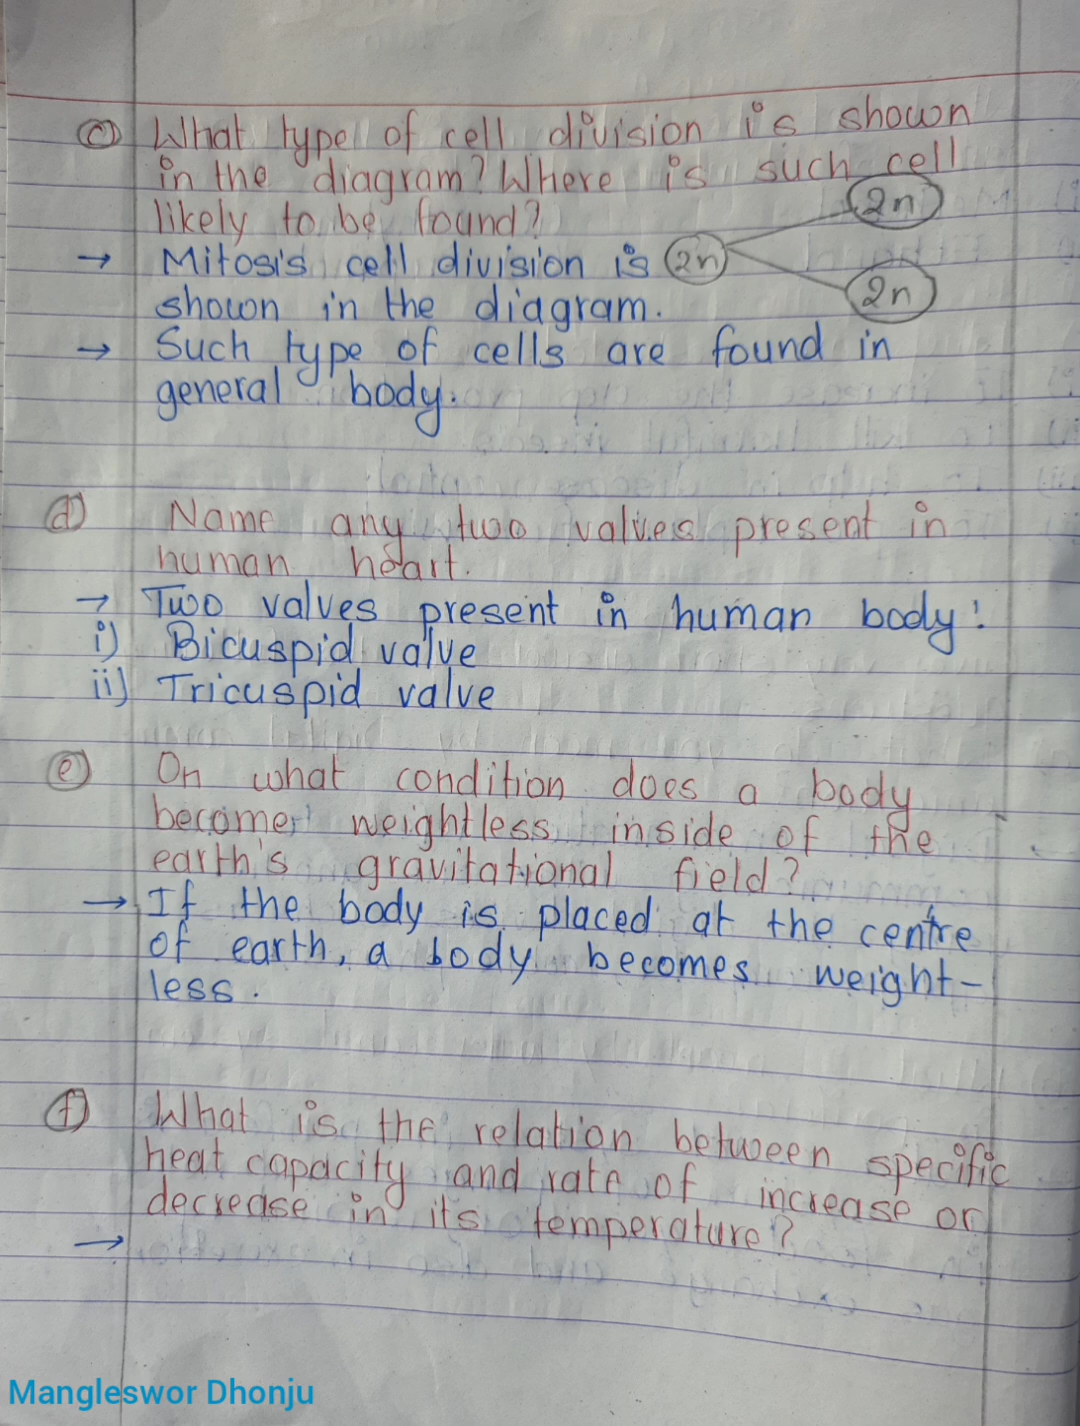 (c) What type of cell division is shown
in the diagram? Where is such cell
likely to be found?
2n
→ Mitosis cell division is 2n
shown in the diagram.
2n
→ Such type of cells are found in
general body.
(d) Name any two valves present in
human heart.
→ Two valves present in human body:
i) Bicuspid valve
ii) Tricuspid valve
(e) On what condition does a body
become weightless inside of the
earth's gravitational field?
→ If the body is placed at the centre
of earth, a body becomes weight-
less.
(f) What is the relation between specific
heat capacity and rate of increase or
decrease in its temperature?
→
Mangleswor Dhonju